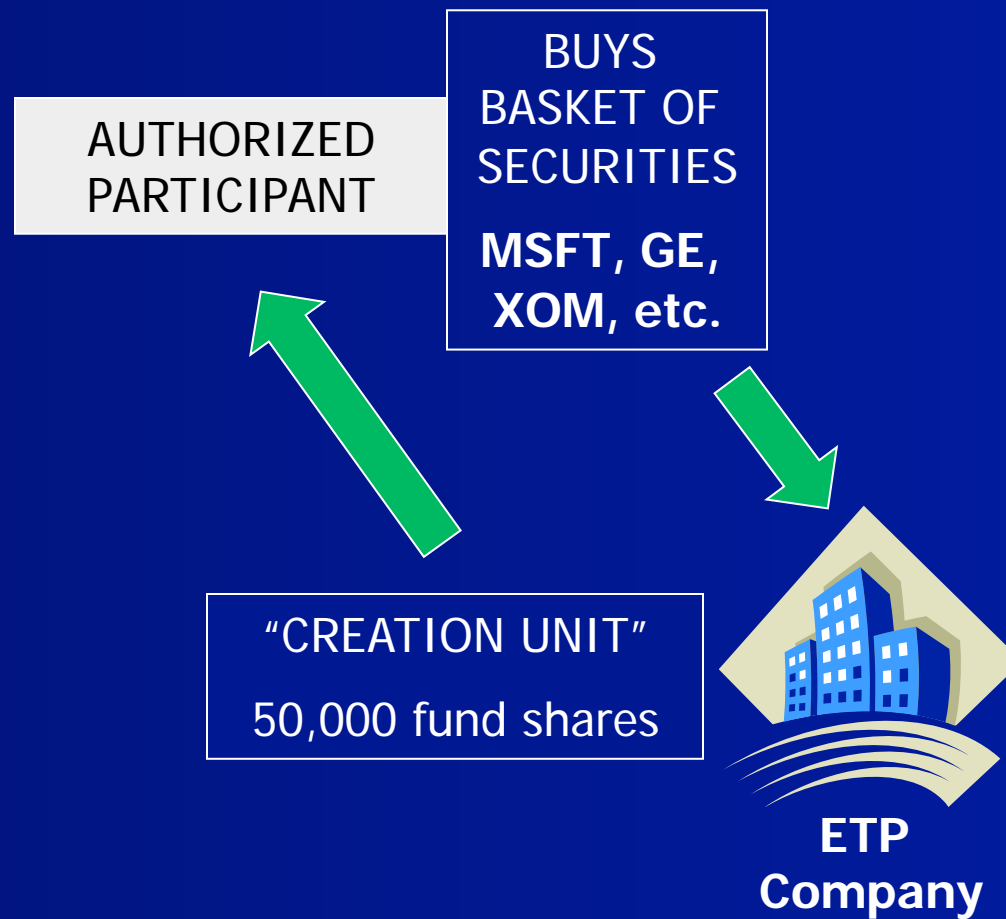 AUTHORIZED
PARTICIPANT
BUYS
BASKET OF
SECURITIES
MSFT, GE,
XOM, etc.
“CREATION UNIT”
50,000 fund shares
ETP
Company